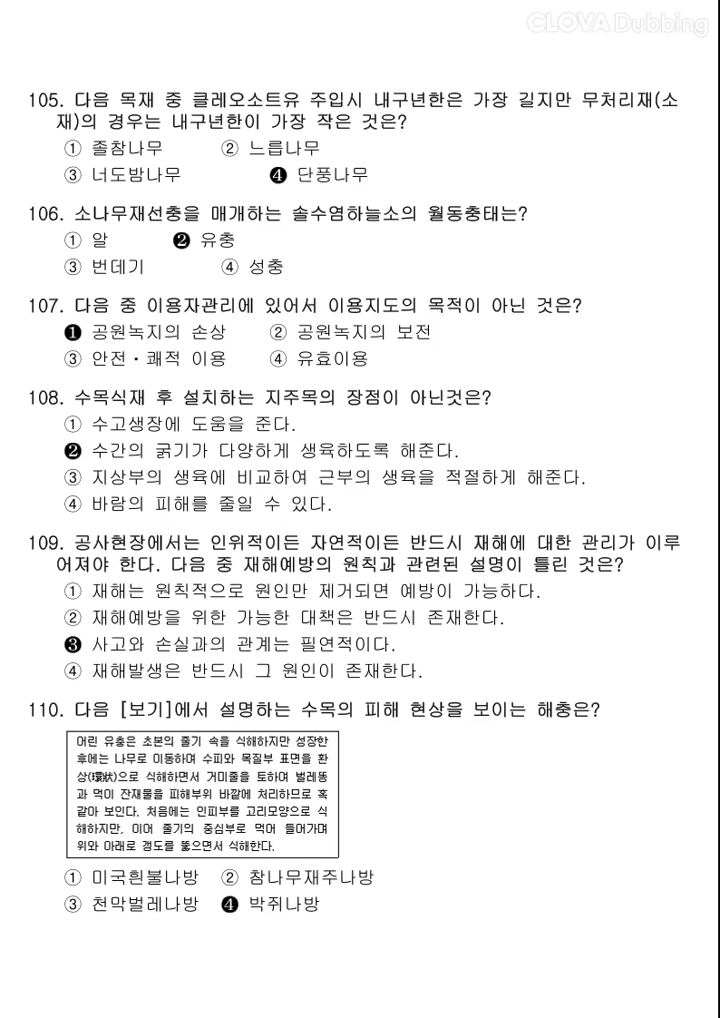 CLOVA Dubbing
105. 다음 목재 중 클레오소트유 주입시 내구년한은 가장 길지만 무처리재(소
재)의 경우는 내구년한이 가장 작은 것은?
① 졸참나무 ② 느릅나무
③ 너도밤나무 ❹ 단풍나무
106. 소나무재선충을 매개하는 솔수염하늘소의 월동충태는?
① 알 ❷ 유충
③ 번데기 ④ 성충
107. 다음 중 이용자관리에 있어서 이용지도의 목적이 아닌 것은?
❶ 공원녹지의 손상 ② 공원녹지의 보전
③ 안전·쾌적 이용 ④ 유효이용
108. 수목식재 후 설치하는 지주목의 장점이 아닌것은?
① 수고생장에 도움을 준다.
❷ 수간의 굵기가 다양하게 생육하도록 해준다.
③ 지상부의 생육에 비교하여 근부의 생육을 적절하게 해준다.
④ 바람의 피해를 줄일 수 있다.
109. 공사현장에서는 인위적이든 자연적이든 반드시 재해에 대한 관리가 이루
어져야 한다. 다음 중 재해예방의 원칙과 관련된 설명이 틀린 것은?
① 재해는 원칙적으로 원인만 제거되면 예방이 가능하다.
② 재해예방을 위한 가능한 대책은 반드시 존재한다.
❸ 사고와 손실과의 관계는 필연적이다.
④ 재해발생은 반드시 그 원인이 존재한다.
110. 다음 [보기]에서 설명하는 수목의 피해 현상을 보이는 해충은?
어린 유충은 초본의 줄기 속을 식해하지만 성장한
후에는 나무로 이동하여 수피와 목질부 표면을 환
상(環狀)으로 식해하면서 거미줄을 토하여 벌레똥
과 먹이 잔재물을 피해부위 바깥에 처리하므로 혹
같아 보인다. 처음에는 인피부를 고리모양으로 식
해하지만, 이어 줄기의 중심부로 먹어 들어가며
위와 아래로 갱도를 뚫으면서 식해한다.
① 미국흰불나방 ② 참나무재주나방
③ 천막벌레나방 ❹ 박쥐나방